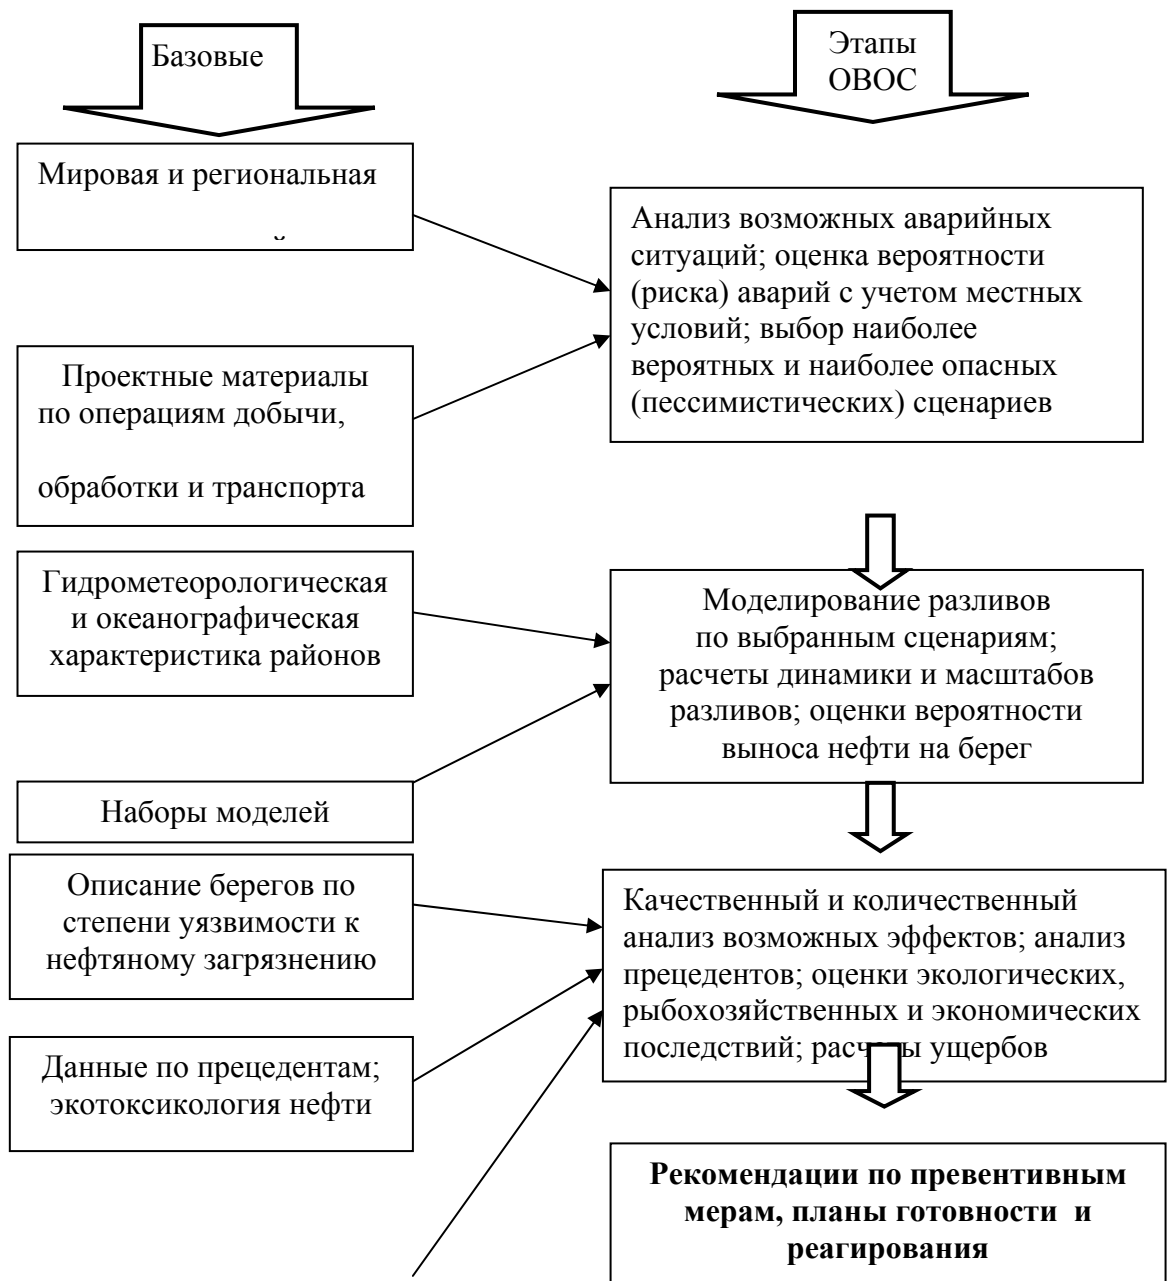 Базовые
Этапы
ОВОС
Мировая и региональная
Анализ возможных аварийных
ситуаций; оценка вероятности
(риска) аварий с учетом местных
условий; выбор наиболее
вероятных и наиболее опасных
(пессимистических) сценариев
Проектные материалы
по операциям добычи,
обработки и транспорта
Гидрометеорологическая
и океанографическая
характеристика районов
Моделирование разливов
по выбранным сценариям;
расчеты динамики и масштабов
разливов; оценки вероятности
выноса нефти на берег
Наборы моделей
Описание берегов по
степени уязвимости к
нефтяному загрязнению
Качественный и количественный
анализ возможных эффектов; анализ
прецедентов; оценки экологических,
рыбохозяйственных и экономических
последствий; расчеты ущербов
Данные по прецедентам;
экотоксикология нефти
Рекомендации по превентивным
мерам, планы готовности и
реагирования